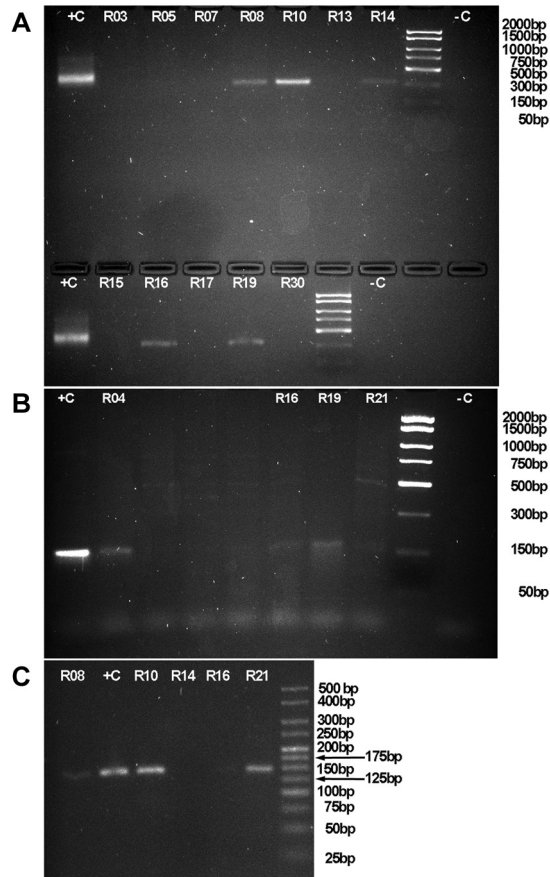 A
+C R03 R05 R07 R08 R10 R13 R14 -C
2000bp
1500bp
1000bp
750bp
500bp
300bp
150bp
50bp
+C R15 R16 R17 R19 R30 -C
B
+C R04 R16 R19 R21 -C
2000bp
1500bp
1000bp
750bp
500bp
300bp
150bp
50bp
C
R08 +C R10 R14 R16 R21
500 bp
400bp
300bp
250bp
200bp
175bp
150bp
125bp
100bp
75bp
50bp
25bp